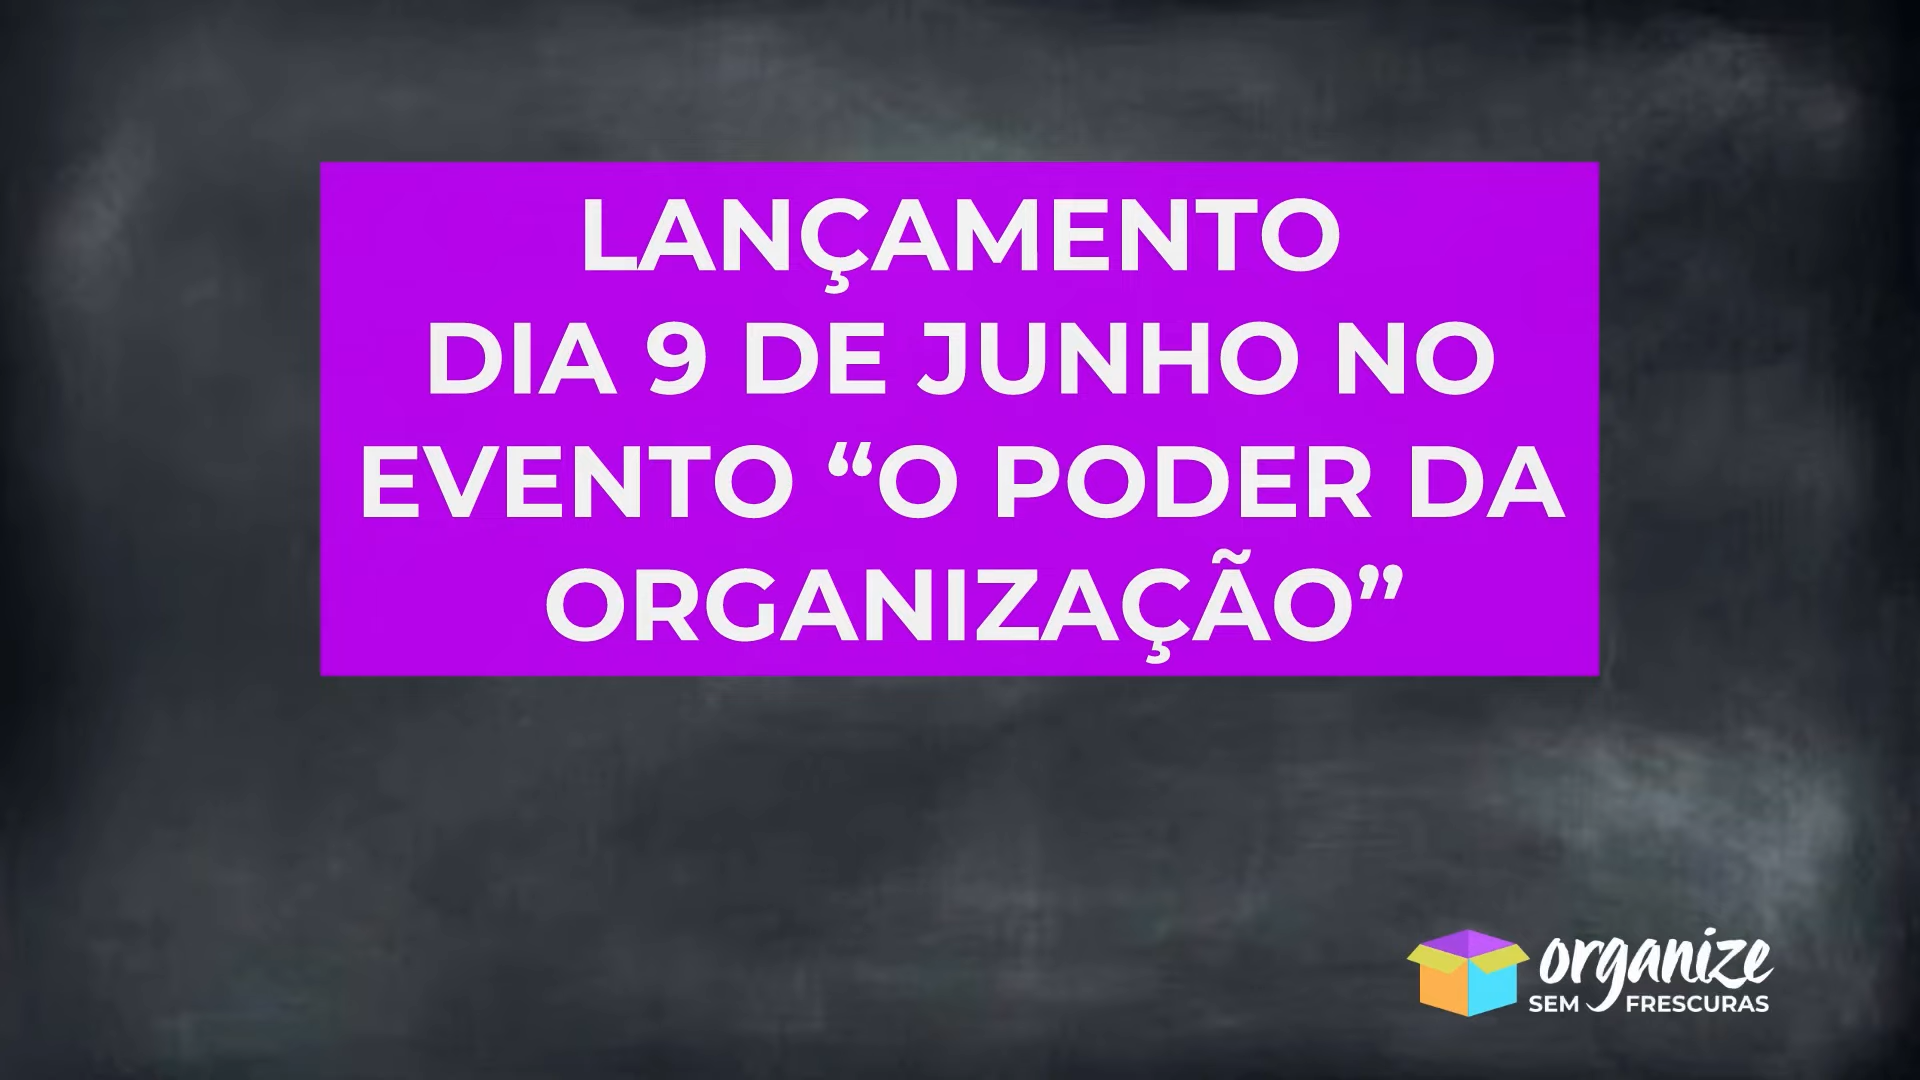 LANÇAMENTO
DIA 9 DE JUNHO NO
EVENTO “O PODER DA
ORGANIZAÇÃO”
organize
SEM FRESCURAS